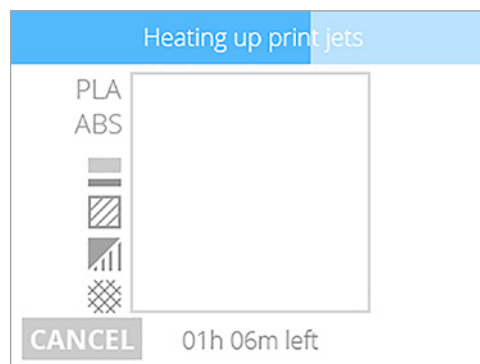 Heating up print jets
PLA
ABS
CANCEL
01h 06m left